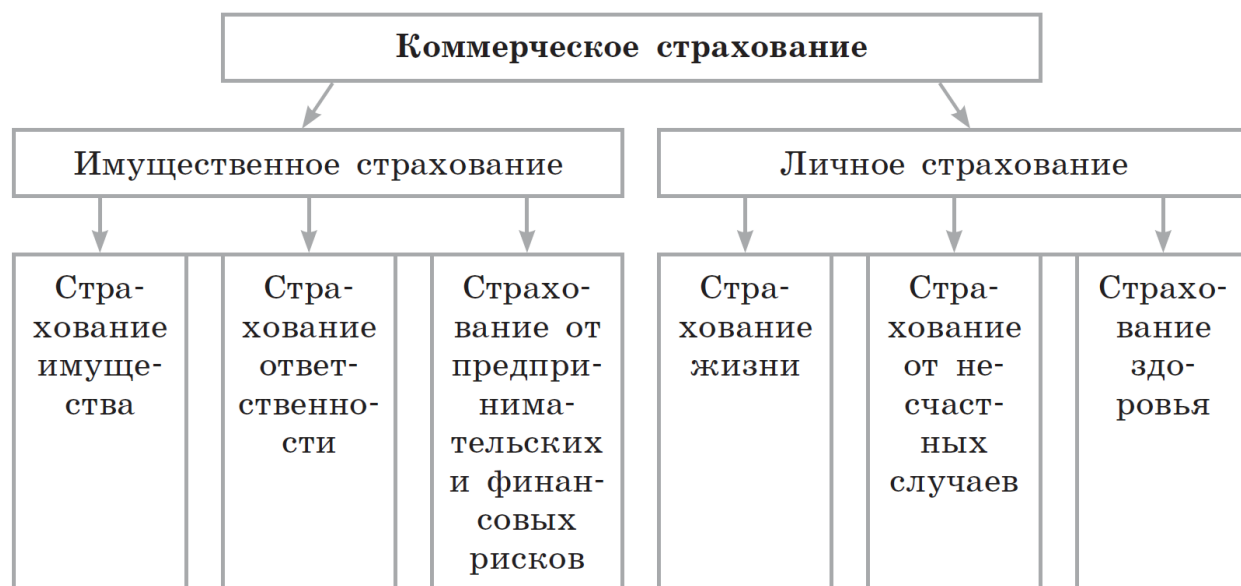 Коммерческое страхование
Имущественное страхование
Личное страхование
Стра-
хование
имуще-
ства
Стра-
хование
ответ-
ственно-
сти
Страхо-
вание от
предпри-
нима-
тельских
и финан-
совых
рисков
Стра-
хование
жизни
Стра-
хование
от не-
счаст-
ных
случаев
Страхо-
вание
здо-
ровья